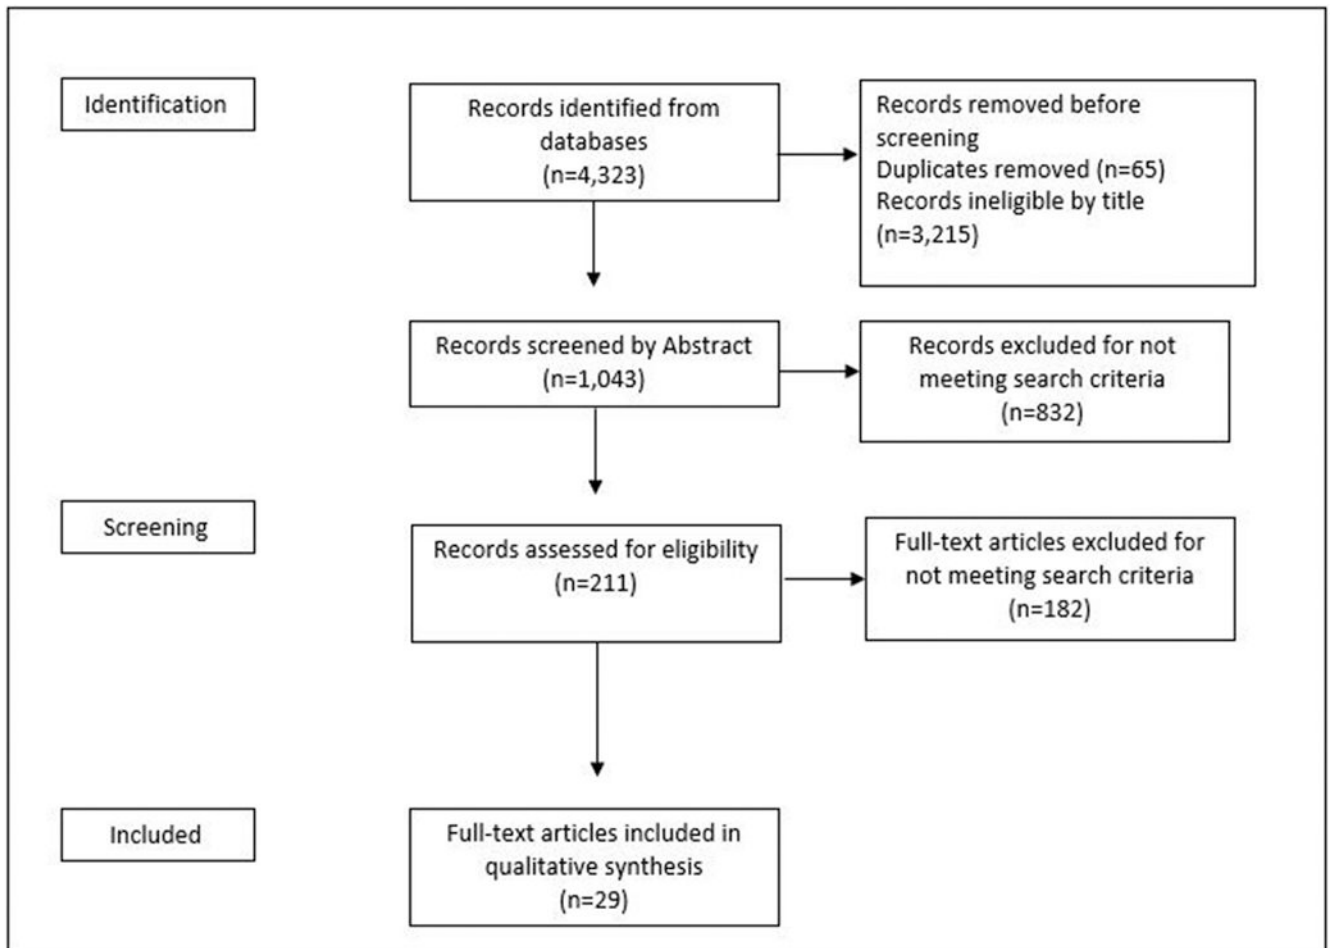 Identification
Records identified from
databases
(n=4,323)
Records removed before
screening
Duplicates removed (n=65)
Records ineligible by title
(n=3,215)
Records screened by Abstract
(n=1,043)
Records excluded for not
meeting search criteria
(n=832)
Screening
Records assessed for eligibility
(n=211)
Full-text articles excluded for
not meeting search criteria
(n=182)
Included
Full-text articles included in
qualitative synthesis
(n=29)